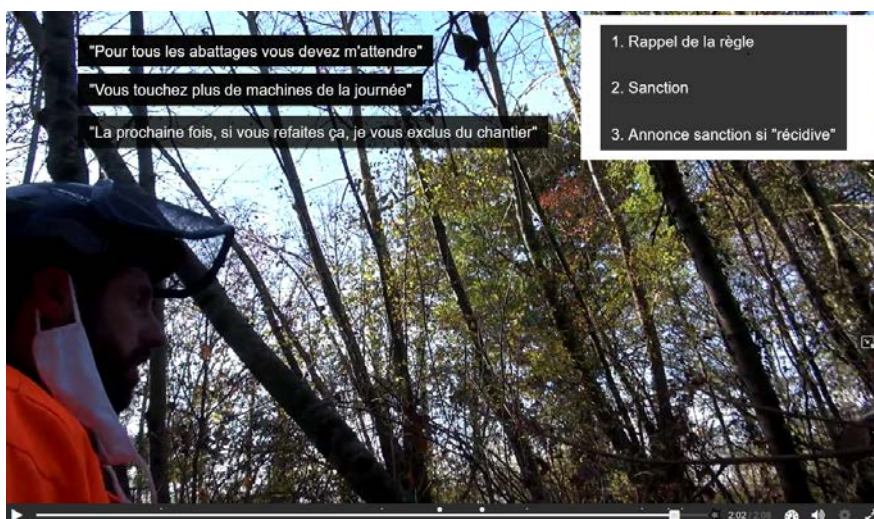 "Pour tous les abattages vous devez m'attendre"
"Vous touchez plus de machines de la journée"
"La prochaine fois, si vous refaites ça, je vous exclus du chantier"
1. Rappel de la règle
2. Sanction
3. Annonce sanction si "récidive"
2:02 / 2:08